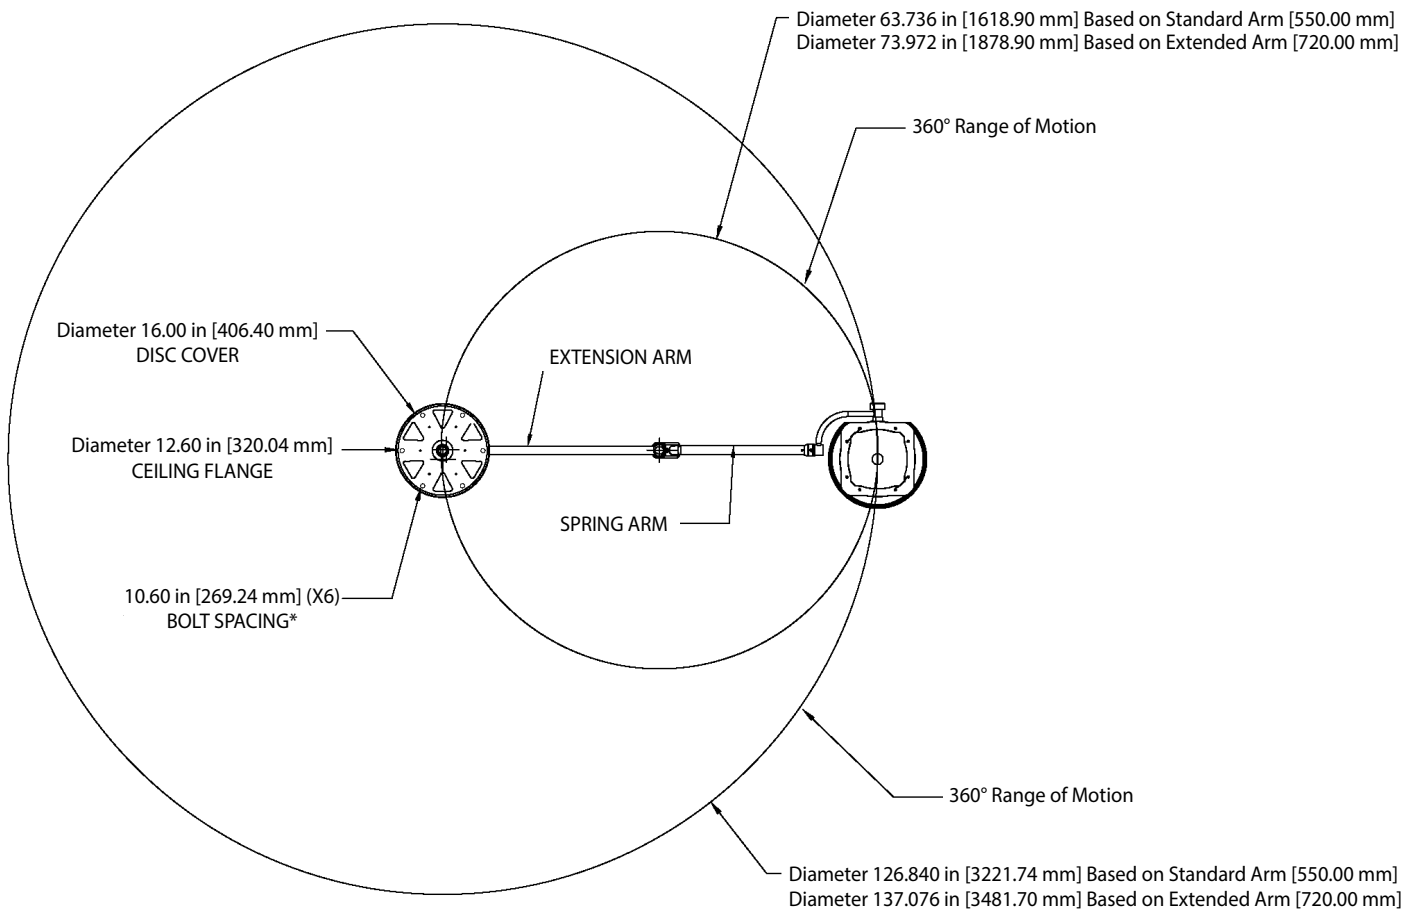 Diameter 63.736 in [1618.90 mm] Based on Standard Arm [550.00 mm]
Diameter 73.972 in [1878.90 mm] Based on Extended Arm [720.00 mm]
360° Range of Motion
Diameter 16.00 in [406.40 mm]
DISC COVER
EXTENSION ARM
Diameter 12.60 in [320.04 mm]
CEILING FLANGE
SPRING ARM
10.60 in [269.24 mm] (X6)
BOLT SPACING*
360° Range of Motion
Diameter 126.840 in [3221.74 mm] Based on Standard Arm [550.00 mm]
Diameter 137.076 in [3481.70 mm] Based on Extended Arm [720.00 mm]